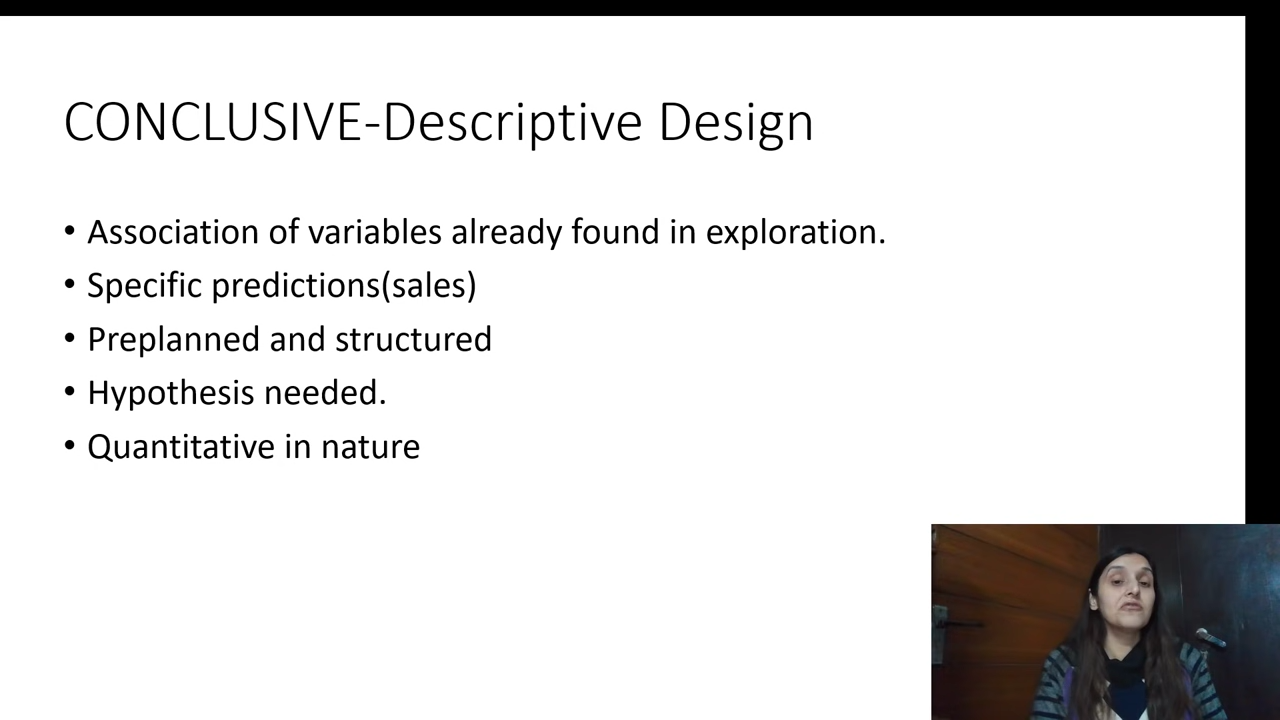 CONCLUSIVE-Descriptive Design
• Association of variables already found in exploration.
• Specific predictions(sales)
• Preplanned and structured
• Hypothesis needed.
• Quantitative in nature